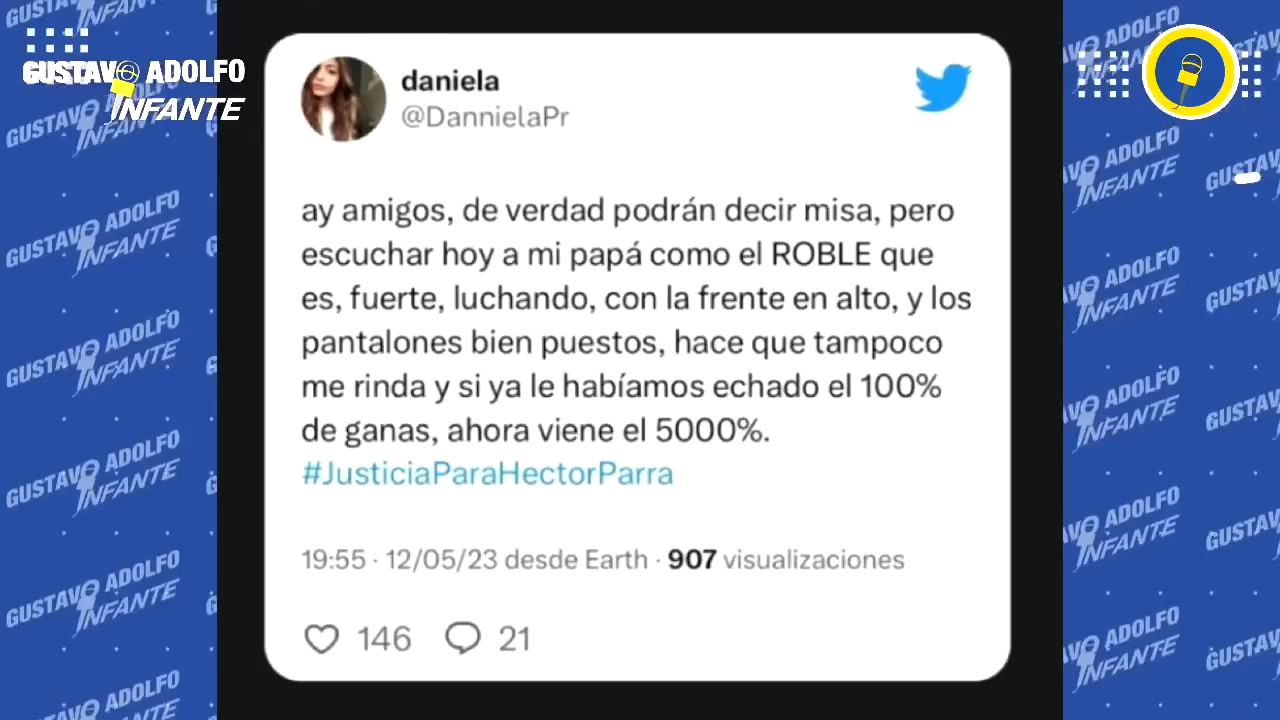 GUSTAVO ADOLFO
INFANTE
daniela
@DannielaPr
ay amigos, de verdad podrán decir misa, pero
escuchar hoy a mi papá como el ROBLE que
es, fuerte, luchando, con la frente en alto, y los
pantalones bien puestos, hace que tampoco
me rinda y si ya le habíamos echado el 100%
de ganas, ahora viene el 5000%.
#JusticiaParaHectorParra
19:55 · 12/05/23 desde Earth · 907 visualizaciones
146 21